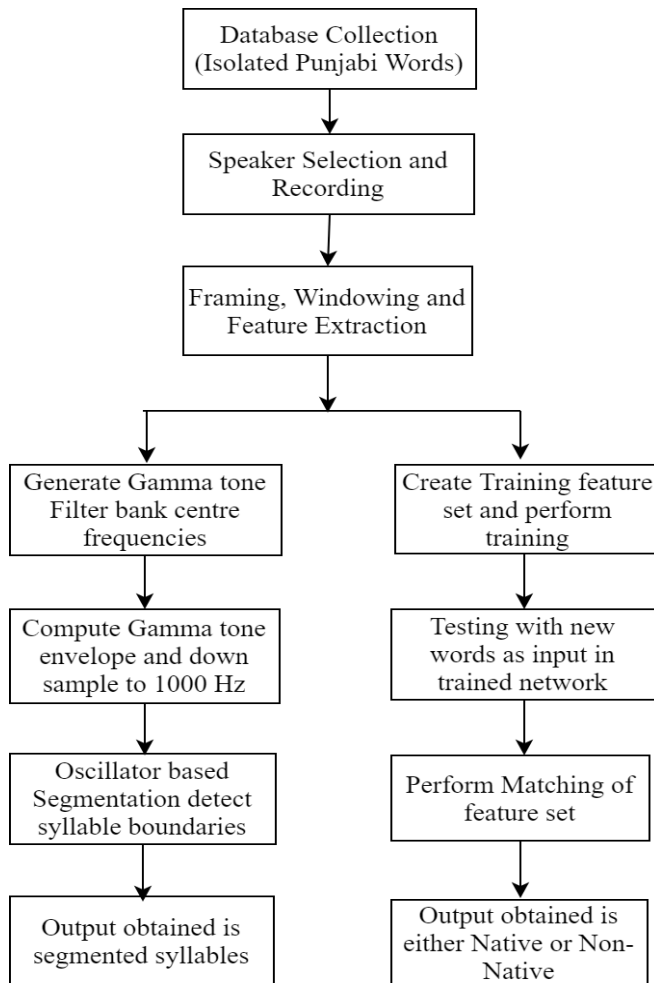 Database Collection
(Isolated Punjabi Words)
Speaker Selection and
Recording
Framing, Windowing and
Feature Extraction
Generate Gamma tone
Filter bank centre
frequencies
Compute Gamma tone
envelope and down
sample to 1000 Hz
Oscillator based
Segmentation detect
syllable boundaries
Output obtained is
segmented syllables
Create Training feature
set and perform
training
Testing with new
words as input in
trained network
Perform Matching of
feature set
Output obtained is
either Native or Non-
Native